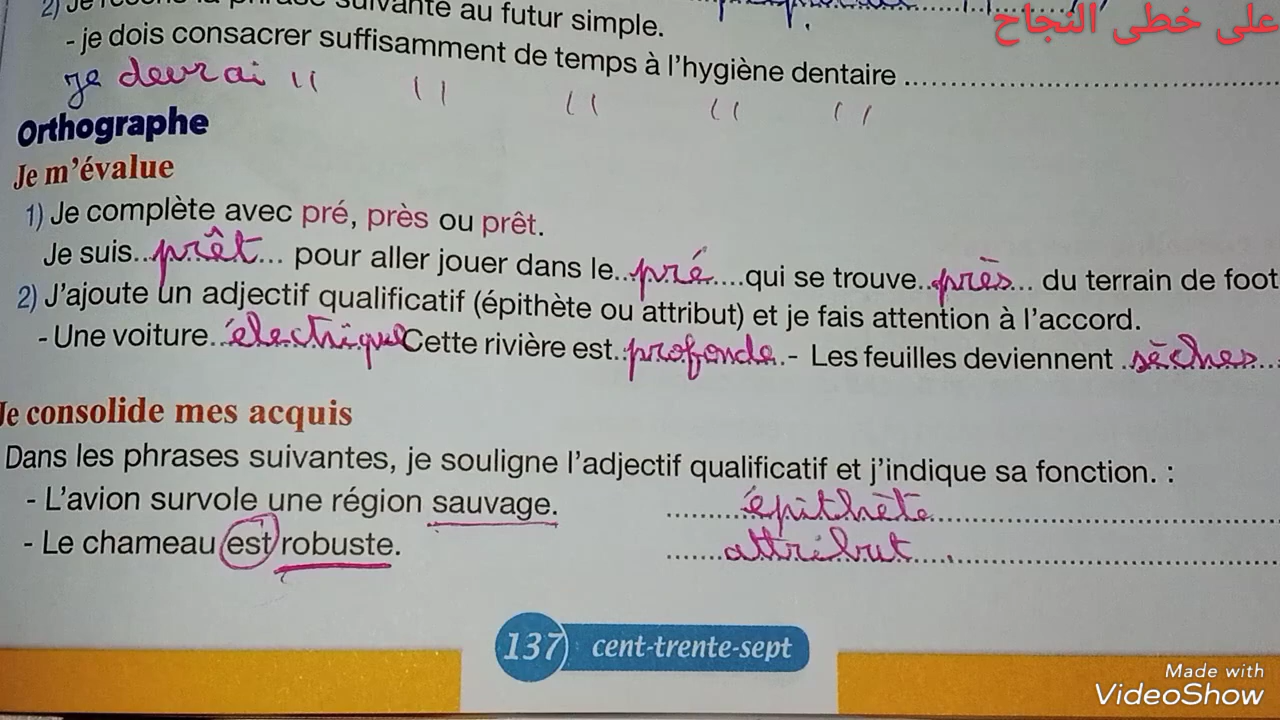 2) Je suivante au futur simple.
على خطى النجاح
- je dois consacrer suffisamment de temps à l'hygiène dentaire ..............................
je devrai " " " " "
Orthographe
Je m'évalue
1) Je complète avec pré, près ou prêt.
Je suis..prêt... pour aller jouer dans le..pré....qui se trouve..près... du terrain de foot
2) J'ajoute un adjectif qualificatif (épithète ou attribut) et je fais attention à l'accord.
- Une voiture..électrique Cette rivière est..profonde..- Les feuilles deviennent ..sèches....
Je consolide mes acquis
Dans les phrases suivantes, je souligne l'adjectif qualificatif et j'indique sa fonction. :
- L'avion survole une région sauvage. ........épithète..............................
- Le chameau est robuste. ......attribut..............................
137 cent-trente-sept
Made with
VideoShow